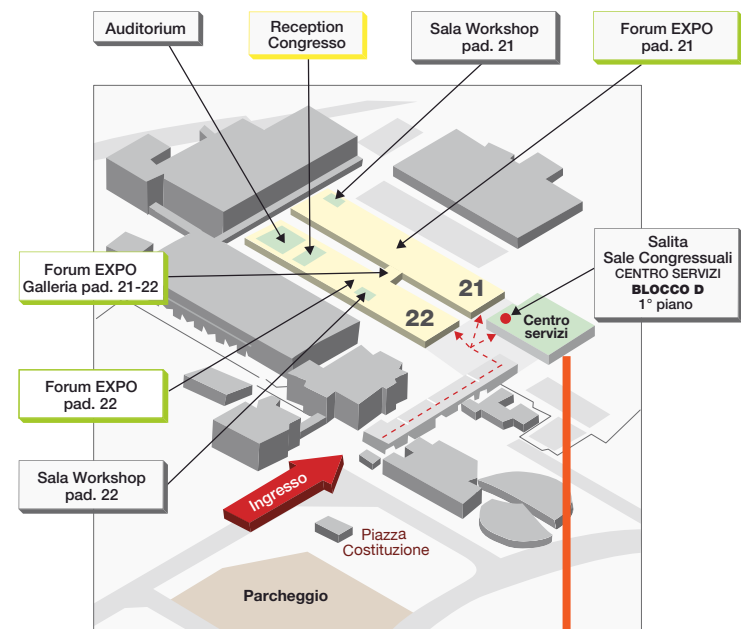 Auditorium
Reception
Congresso
Sala Workshop
pad. 21
Forum EXPO
pad. 21
Forum EXPO
Galleria pad. 21-22
Salita
Sale Congressuali
CENTRO SERVIZI
BLOCCO D
1° piano
21
22
Centro
servizi
Forum EXPO
pad. 22
Sala Workshop
pad. 22
Ingresso
Piazza
Costituzione
Parcheggio